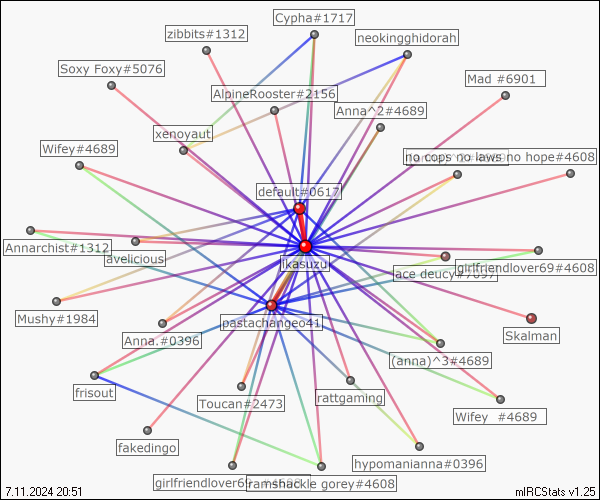 Cypha#1717
zibbits#1312
neokingghidorah
Soxy Foxy#5076
Mad #6901
AlpineRooster#2156
Anna^2#4689
xenoyaut
Wifey#4689
no cops no laws no hope#4608
default#0617
Annarchist#1312
avelicious
ikasuzu
ace deucy#7697
girlfriendlover69#4608
Mushy#1984
pastachangeo41
Skalman
Anna.#0396
(anna)^3#4689
frisout
Toucan#2473
rattgaming
Wifey #4689
fakedingo
hypomanianna#0396
girlfriendlover69
ramshackle gorey#4608
7.11.2024 20:51
mIRCStats v1.25